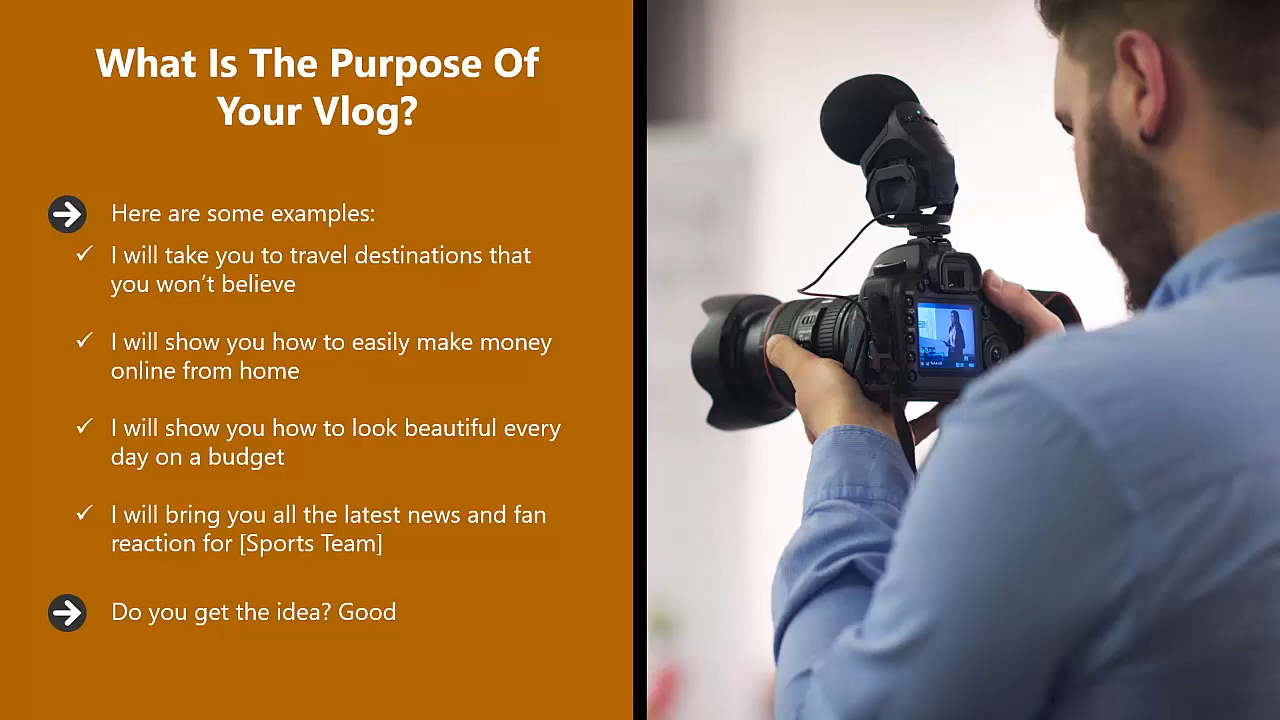 What Is The Purpose Of
Your Vlog?
Here are some examples:
I will take you to travel destinations that
you won’t believe
I will show you how to easily make money
online from home
I will show you how to look beautiful every
day on a budget
I will bring you all the latest news and fan
reaction for [Sports Team]
Do you get the idea? Good